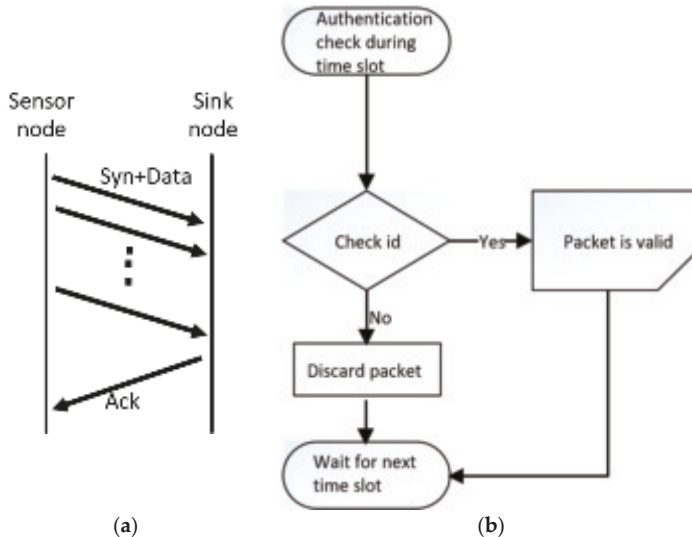 Sensor
node
Sink
node
Syn+Data
Ack
(a)
Authentication
check during
time slot
Check id
Yes
Packet is valid
No
Discard packet
Wait for next
time slot
(b)